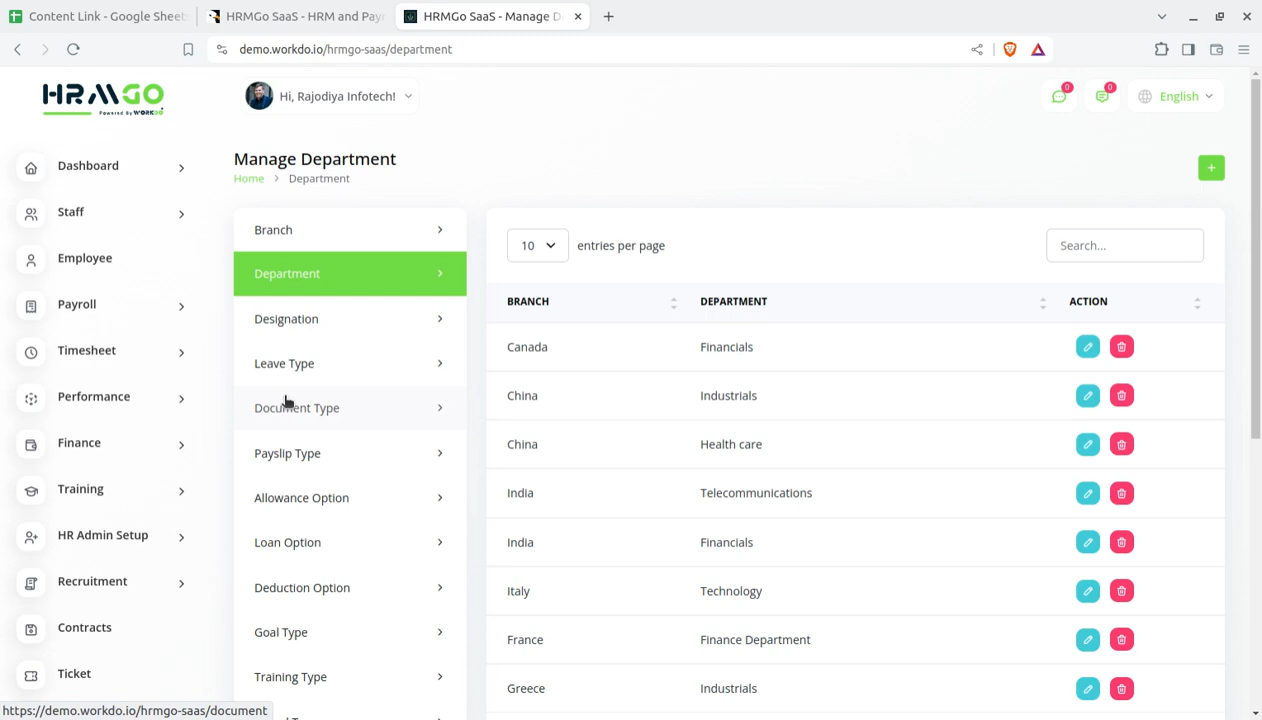 Content Link - Google Sheet
HRMGo SaaS - HRM and Payr
HRMGo SaaS - Manage D
demo.workdo.io/hrmgo-saas/department
HRMGO
Powered by WORKDO
Hi, Rajodiya Infotech!
0
0
English
Dashboard
Staff
Employee
Payroll
Timesheet
Performance
Finance
Training
HR Admin Setup
Recruitment
Contracts
Ticket
Manage Department
Home > Department
+
Branch
Department
Designation
Leave Type
Document Type
Payslip Type
Allowance Option
Loan Option
Deduction Option
Goal Type
Training Type
10 entries per page
Search...
BRANCH DEPARTMENT ACTION
Canada Financials
China Industrials
China Health care
India Telecommunications
India Financials
Italy Technology
France Finance Department
Greece Industrials
https://demo.workdo.io/hrmgo-saas/document